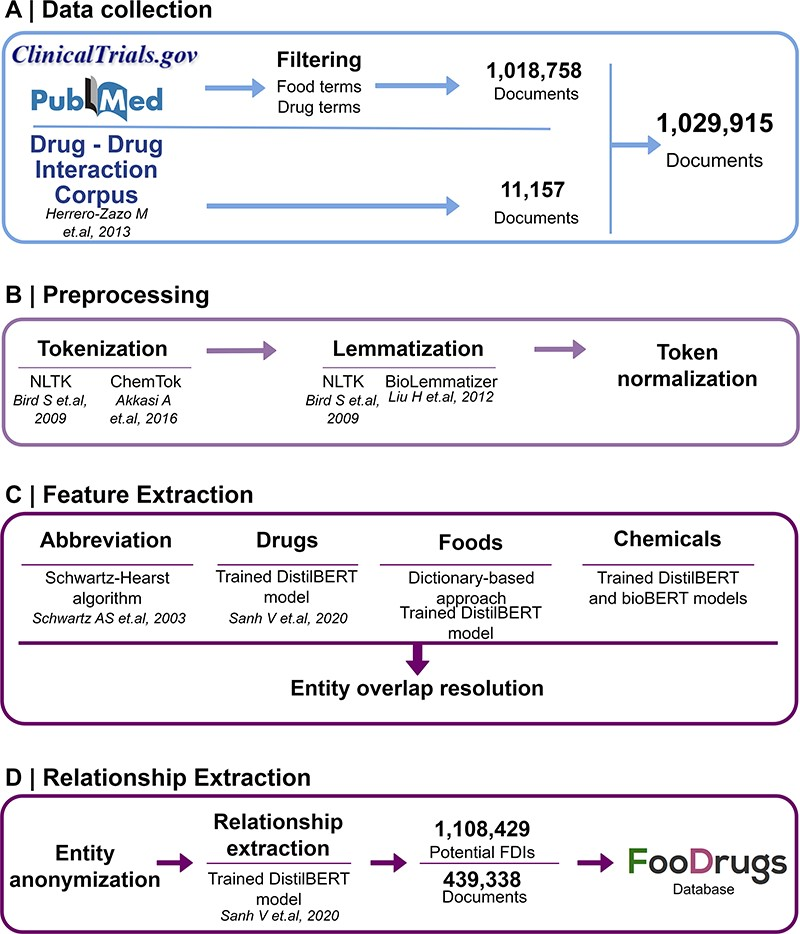 A | Data collection
ClinicalTrials.gov
PubMed
Filtering
Food terms
Drug terms
1,018,758
Documents
Drug - Drug
Interaction
Corpus
Herrero-Zazo M
et.al, 2013
11,157
Documents
1,029,915
Documents
B | Preprocessing
Tokenization
NLTK
Bird S et.al,
2009
ChemTok
Akkasi A
et.al, 2016
Lemmatization
NLTK
Bird S et.al,
2009
BioLemmatizer
Liu H et.al, 2012
Token
normalization
C | Feature Extraction
Abbreviation
Schwartz-Hearst
algorithm
Schwartz AS et.al, 2003
Drugs
Trained DistilBERT
model
Sanh V et.al, 2020
Foods
Dictionary-based
approach
Trained DistilBERT
model
Chemicals
Trained DistilBERT
and bioBERT models
Entity overlap resolution
D | Relationship Extraction
Entity
anonymization
Relationship
extraction
Trained DistilBERT
model
Sanh V et.al, 2020
1,108,429
Potential FDIs
439,338
Documents
FooDrugs
Database